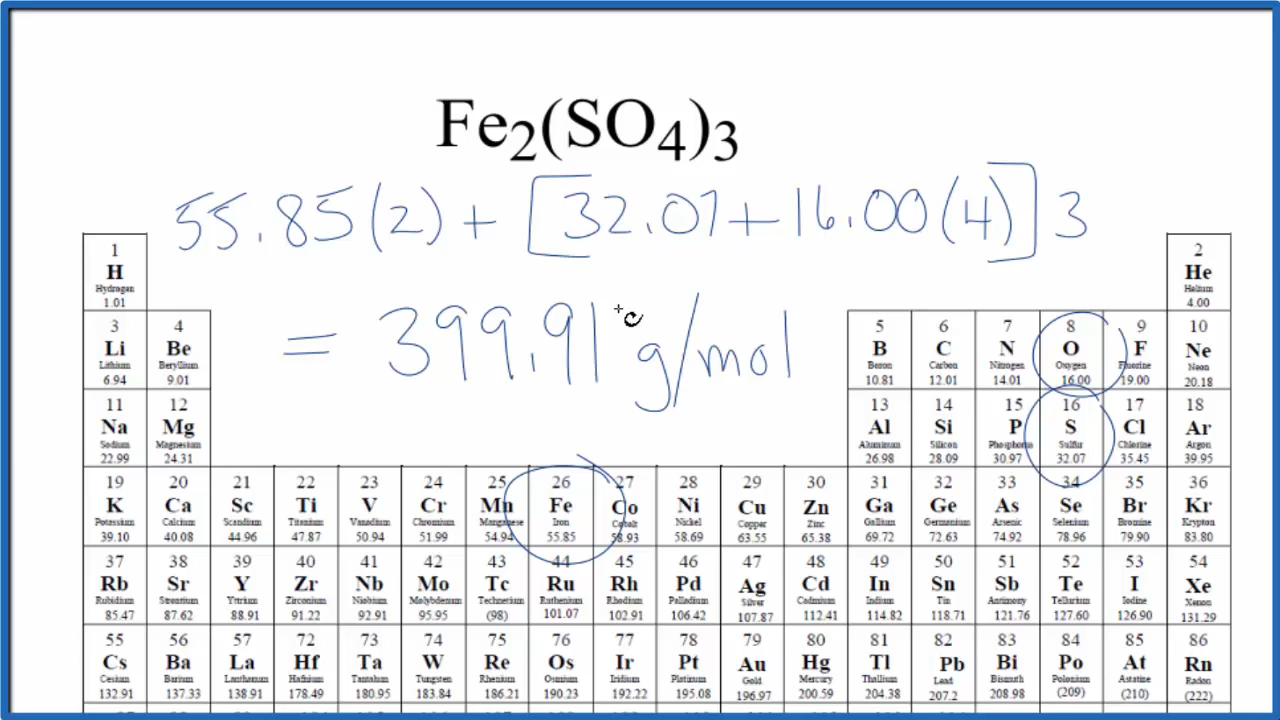 Fe2(SO4)3
55.85(2) + [32.07 + 16.00(4)]3
= 399.91 g/mol
1 2
H He
Hydrogen Helium
1.01 4.00
3 4 5 6 7 8 9 10
Li Be B C N O F Ne
Lithium Beryllium Boron Carbon Nitrogen Oxygen Fluorine Neon
6.94 9.01 10.81 12.01 14.01 16.00 19.00 20.18
11 12 13 14 15 16 17 18
Na Mg Al Si P S Cl Ar
Sodium Magnesium Aluminum Silicon Phosphorus Sulfur Chlorine Argon
22.99 24.31 26.98 28.09 30.97 32.07 35.45 39.95
19 20 21 22 23 24 25 26 27 28 29 30 31 32 33 34 35 36
K Ca Sc Ti V Cr Mn Fe Co Ni Cu Zn Ga Ge As Se Br Kr
Potassium Calcium Scandium Titanium Vanadium Chromium Manganese Iron Cobalt Nickel Copper Zinc Gallium Germanium Arsenic Selenium Bromine Krypton
39.10 40.08 44.96 47.87 50.94 51.99 54.94 55.85 58.93 58.69 63.55 65.38 69.72 72.63 74.92 78.96 79.90 83.80
37 38 39 40 41 42 43 44 45 46 47 48 49 50 51 52 53 54
Rb Sr Y Zr Nb Mo Tc Ru Rh Pd Ag Cd In Sn Sb Te I Xe
Rubidium Strontium Yttrium Zirconium Niobium Molybdenum Technetium Ruthenium Rhodium Palladium Silver Cadmium Indium Tin Antimony Tellurium Iodine Xenon
85.47 87.62 88.91 91.22 92.91 95.95 (98) 101.07 102.91 106.42 107.87 112.41 114.82 118.71 121.76 127.60 126.90 131.29
55 56 57 72 73 74 75 76 77 78 79 80 81 82 83 84 85 86
Cs Ba La Hf Ta W Re Os Ir Pt Au Hg Tl Pb Bi Po At Rn
Cesium Barium Lanthanum Hafnium Tantalum Tungsten Rhenium Osmium Iridium Platinum Gold Mercury Thallium Lead Bismuth Polonium Astatine Radon
132.91 137.33 138.91 178.49 180.95 183.84 186.21 190.23 192.22 195.08 196.97 200.59 204.38 207.2 208.98 (209) (210) (222)